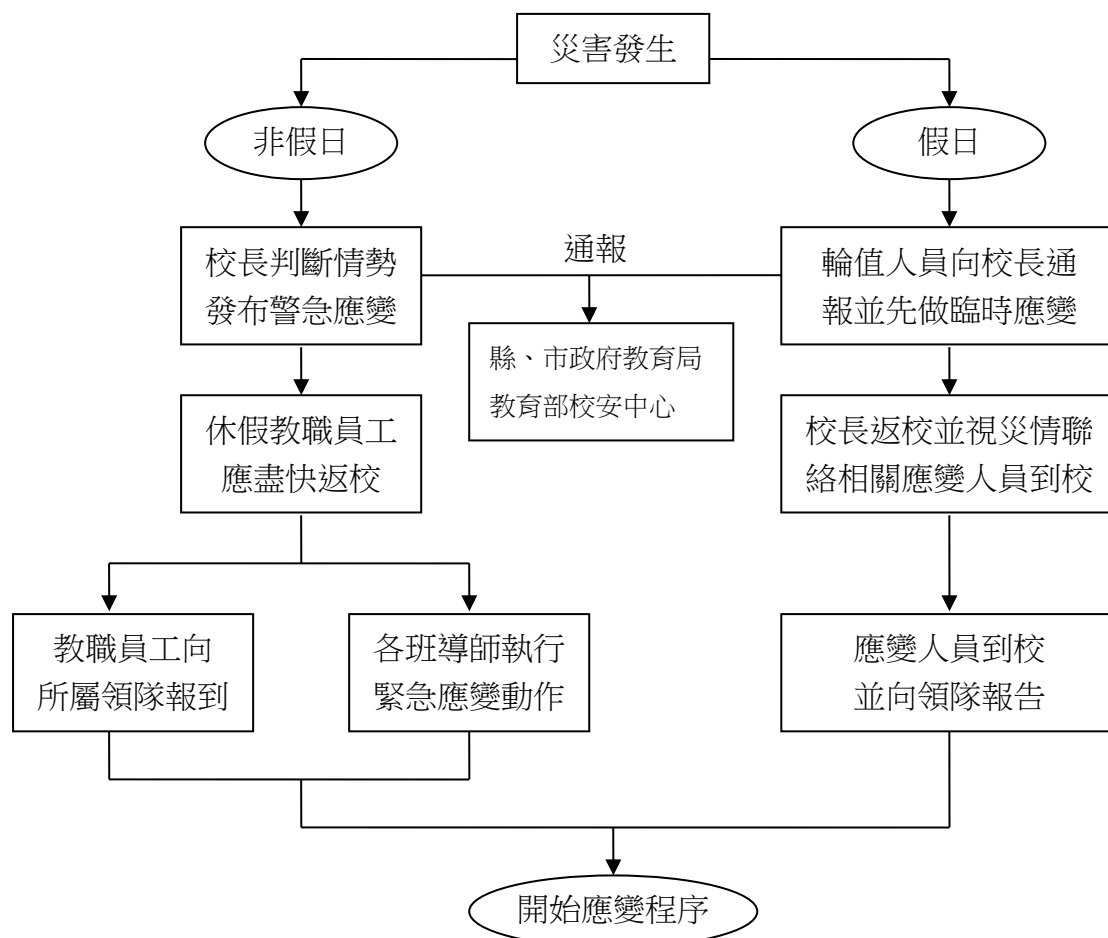 災害發生
非假日
假日
校長判斷情勢
發布警急應變
通報
輪值人員向校長通
報並先做臨時應變
縣、市政府教育局
教育部校安中心
休假教職員工
應盡快返校
校長返校並視災情聯
絡相關應變人員到校
教職員工向
所屬領隊報到
各班導師執行
緊急應變動作
應變人員到校
並向領隊報告
開始應變程序